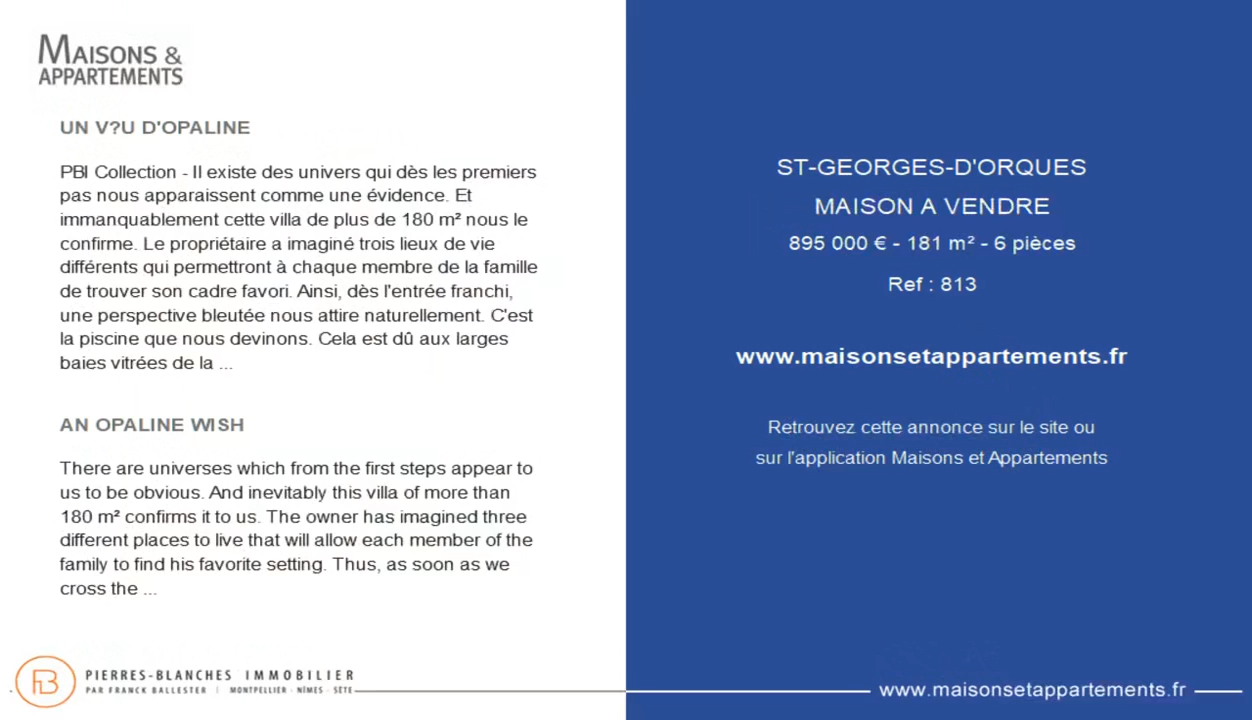 MAISONS &
APPARTEMENTS
UN V?U D'OPALINE
PBI Collection - Il existe des univers qui dès les premiers
pas nous apparaissent comme une évidence. Et
immanquablement cette villa de plus de 180 m² nous le
confirme. Le propriétaire a imaginé trois lieux de vie
différents qui permettront à chaque membre de la famille
de trouver son cadre favori. Ainsi, dès l'entrée franchi,
une perspective bleutée nous attire naturellement. C'est
la piscine que nous devinons. Cela est dû aux larges
baies vitrées de la ...
AN OPALINE WISH
There are universes which from the first steps appear to
us to be obvious. And inevitably this villa of more than
180 m² confirms it to us. The owner has imagined three
different places to live that will allow each member of the
family to find his favorite setting. Thus, as soon as we
cross the ...
PIERRES-BLANCHES IMMOBILIER
PAR FRANCK BALLESTER | MONTPELLIER · NÎMES · SÈTE
ST-GEORGES-D'ORQUES
MAISON A VENDRE
895 000 € - 181 m² - 6 pièces
Ref : 813
www.maisonsetappartements.fr
Retrouvez cette annonce sur le site ou
sur l'application Maisons et Appartements
www.maisonsetappartements.fr